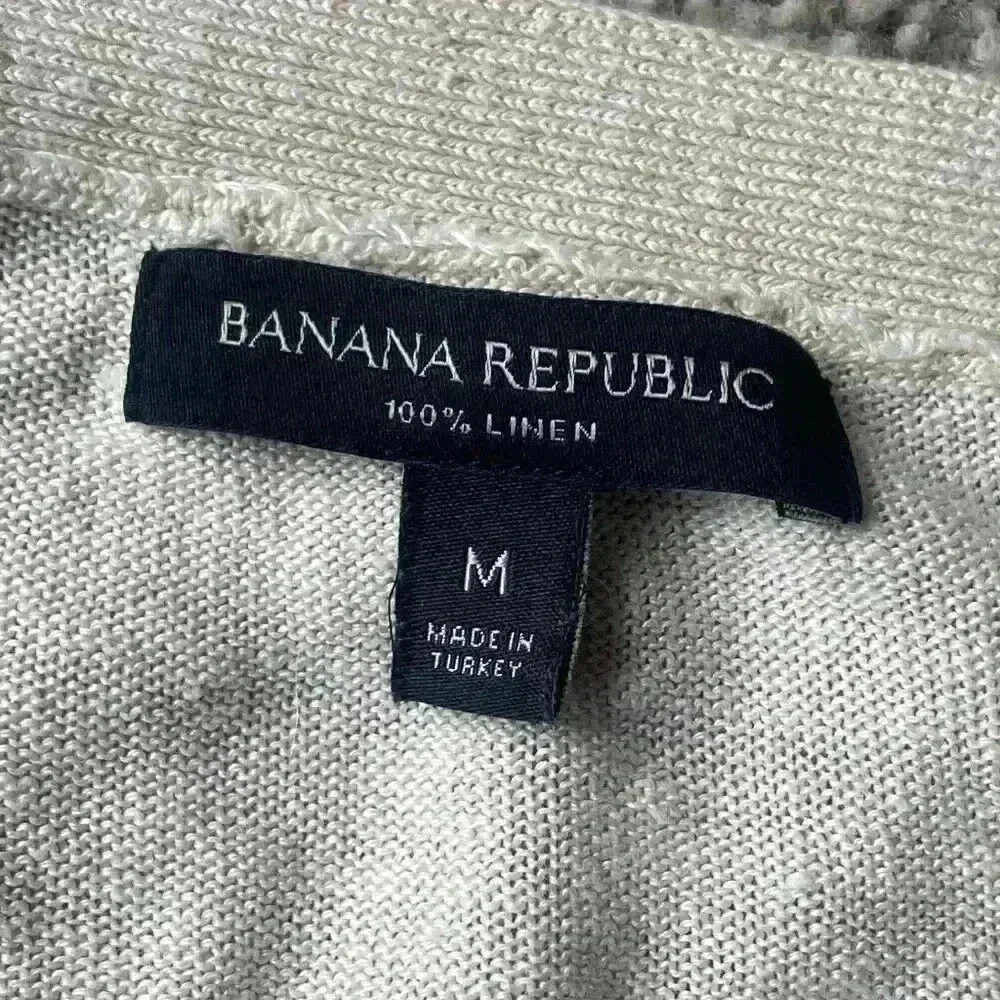 BANANA REPUBLIC
100% LINEN
M
MADE IN
TURKEY